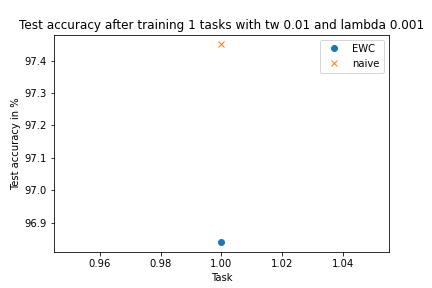 Test accuracy after training 1 tasks with tw 0.01 and lambda 0.001
EWC
naive
97.4
97.3
97.2
97.1
97.0
96.9
Test accuracy in %
0.96
0.98
1.00
1.02
1.04
Task